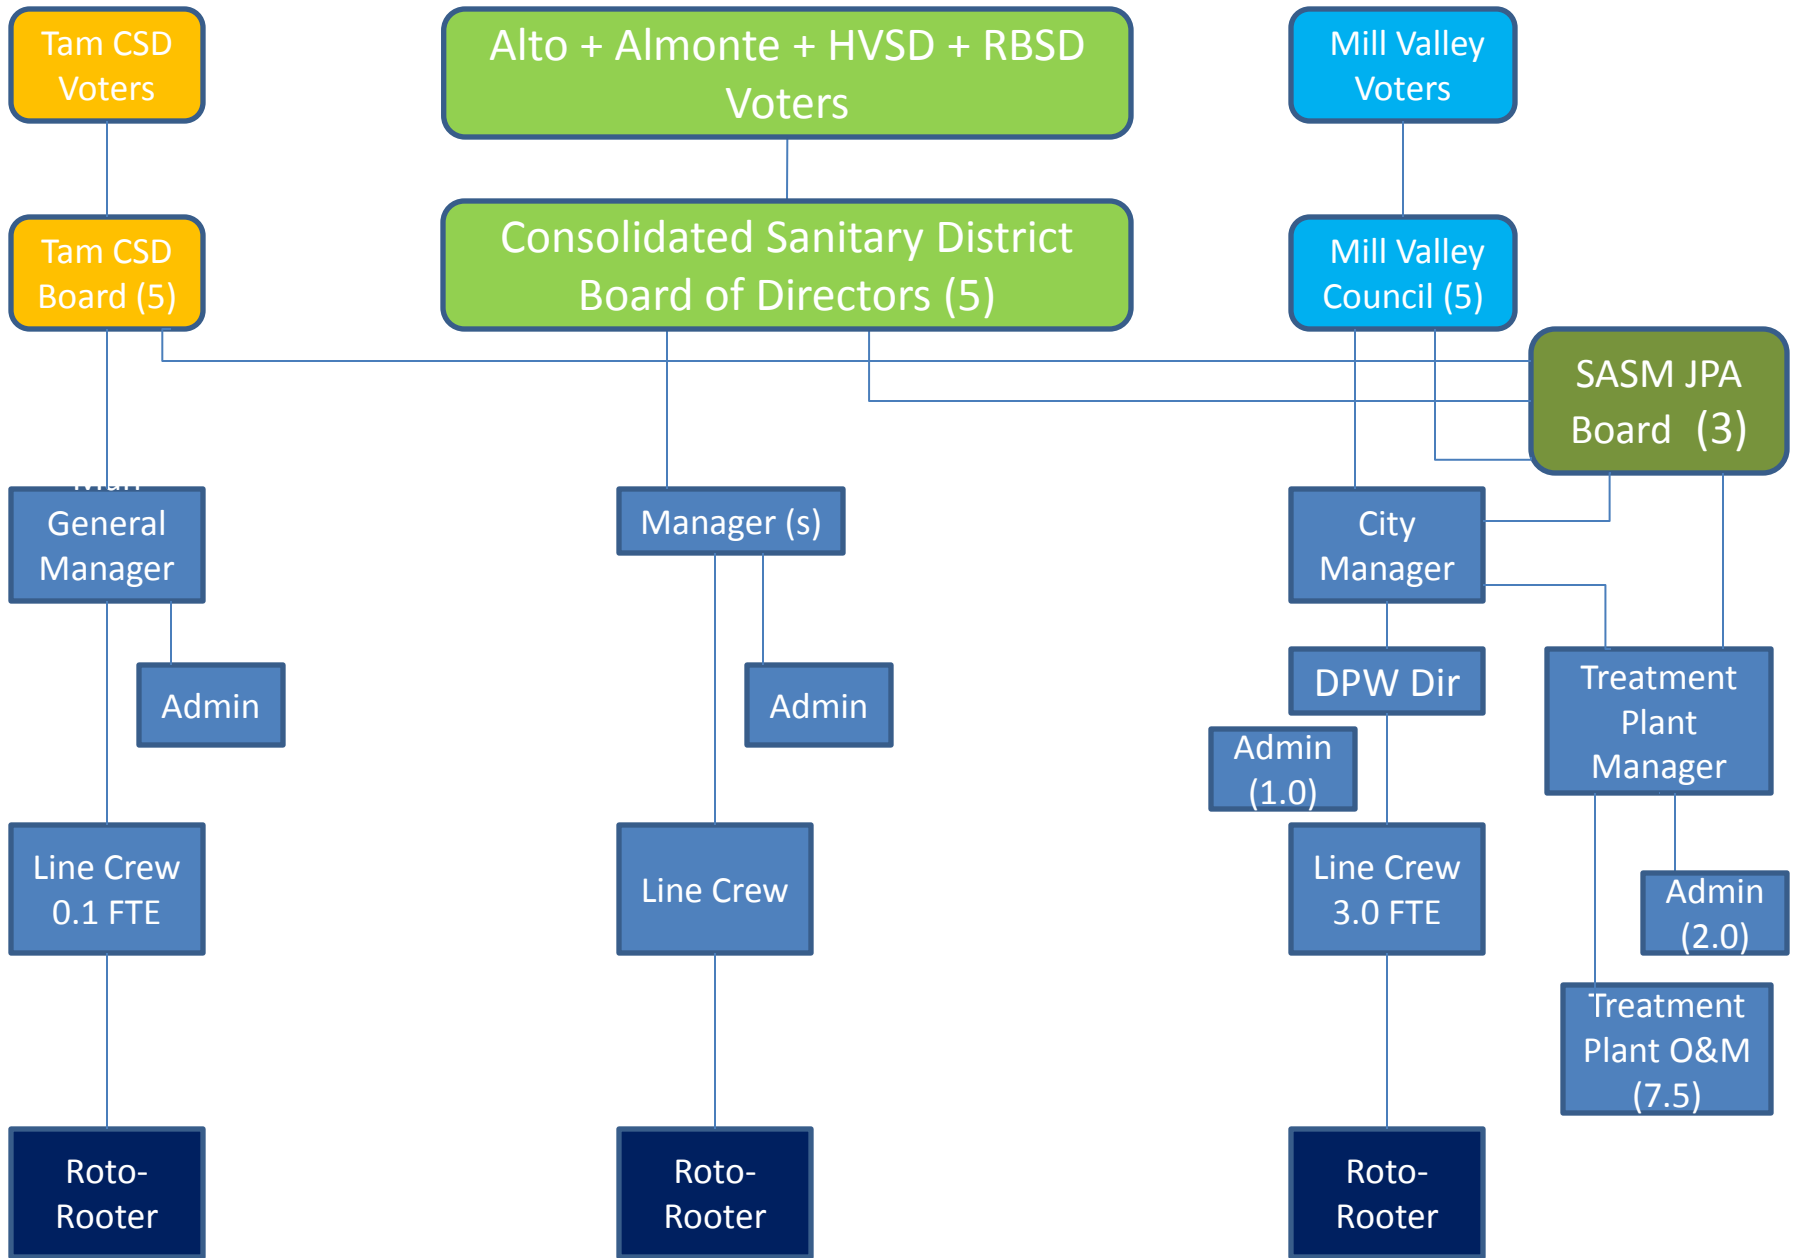 Tam CSD
Voters
Alto + Almonte + HVSD + RBSD
Voters
Mill Valley
Voters
Tam CSD
Board (5)
Consolidated Sanitary District
Board of Directors (5)
Mill Valley
Council (5)
SASM JPA
Board (3)
General
Manager
Manager (s)
City
Manager
Admin
Admin
DPW Dir
Admin
(1.0)
Treatment
Plant
Manager
Line Crew
0.1 FTE
Line Crew
Line Crew
3.0 FTE
Admin
(2.0)
Treatment
Plant O&M
(7.5)
Roto-
Rooter
Roto-
Rooter
Roto-
Rooter